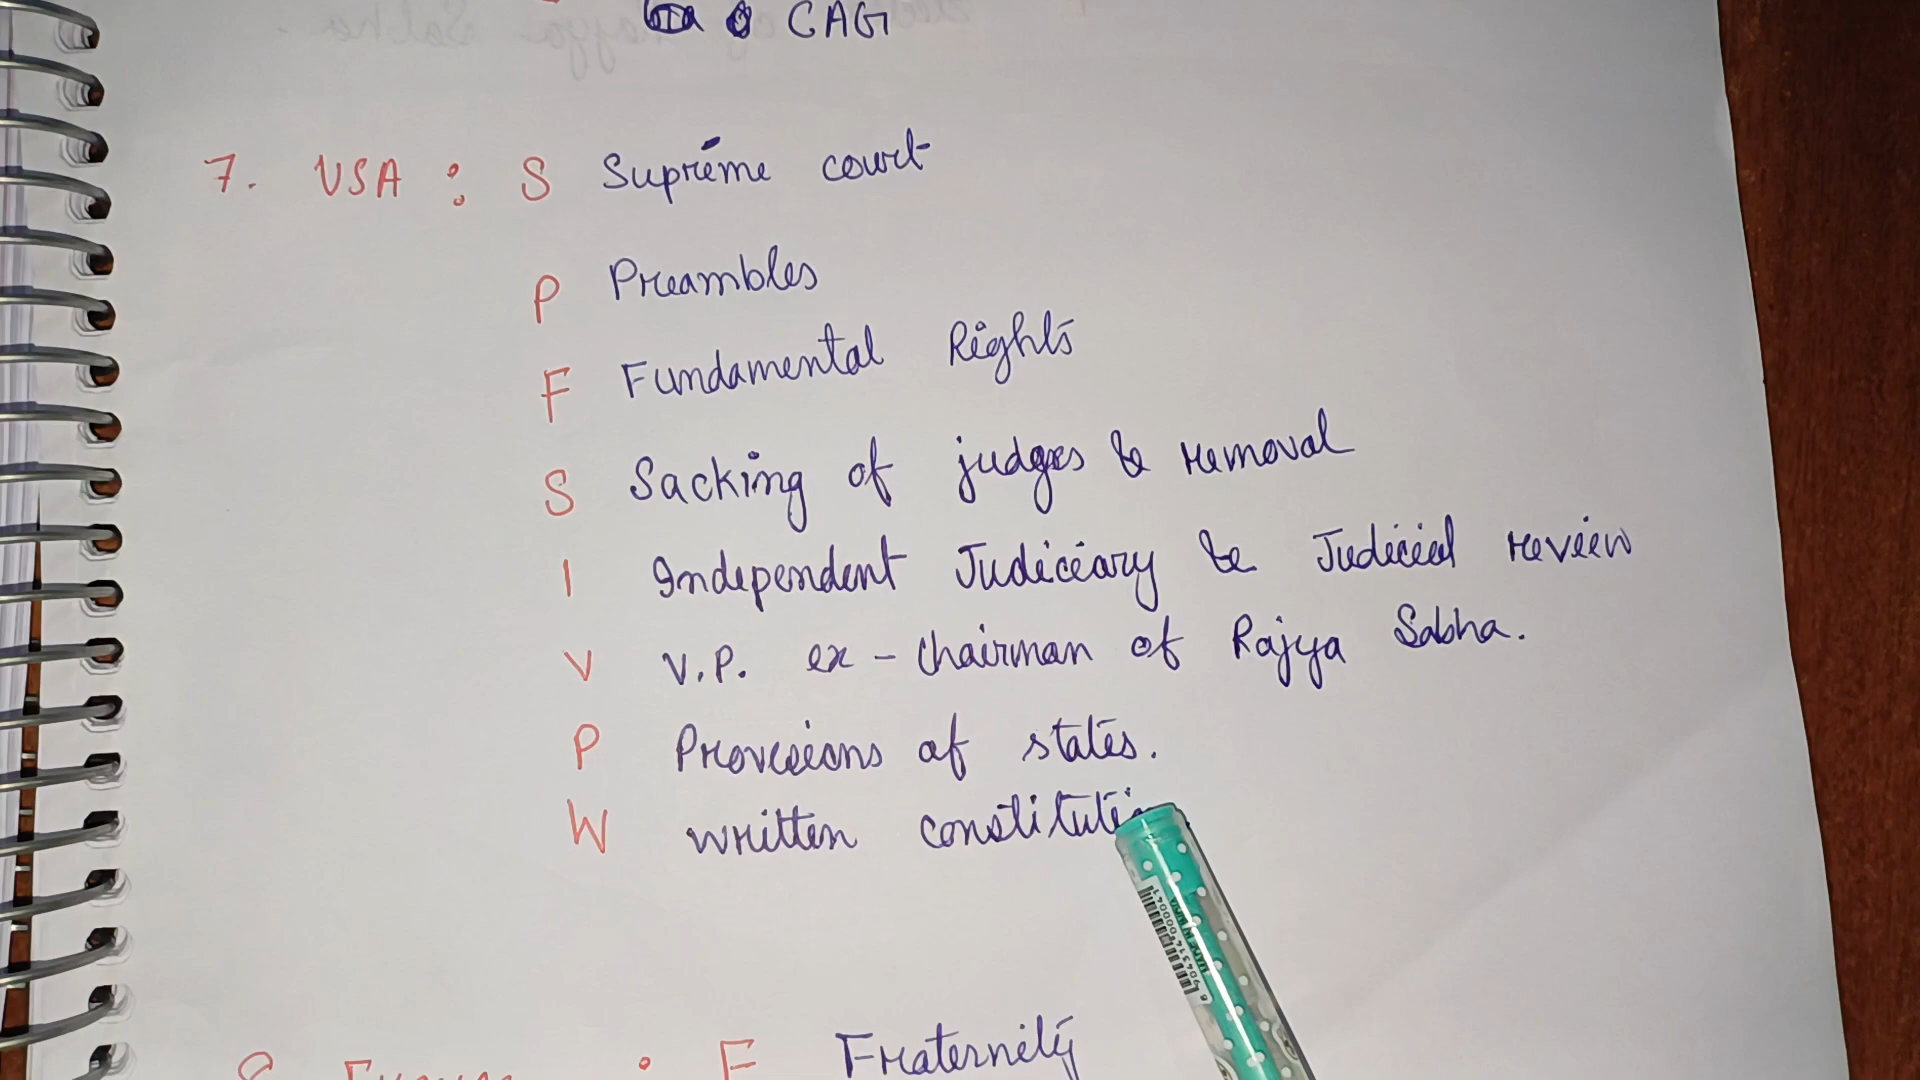 CAG
7. USA : S Supreme court
P Preambles
F Fundamental Rights
S Sacking of judges & removal
I Independent Judiciary & Judicial review
V V.P. ex - chairman of Rajya Sabha.
P Provisions of states.
W written
: F Fraternity